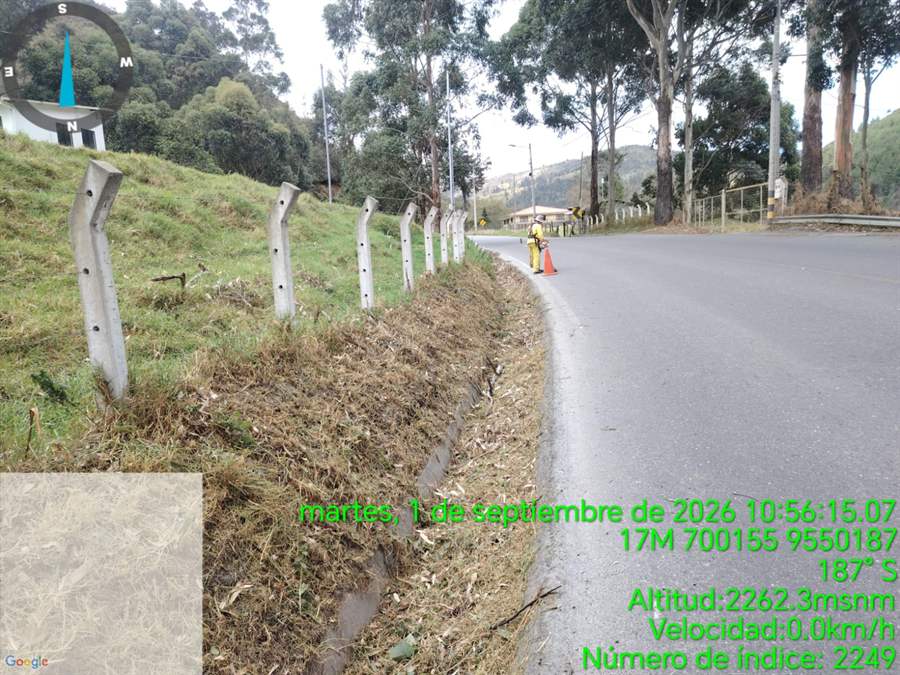 S
E
W
N
martes, 1 de septiembre de 2026 10:56:15.07
17M 700155 9550187
187° S
Altitud:2262.3msnm
Velocidad:0.0km/h
Número de índice: 2249
Google